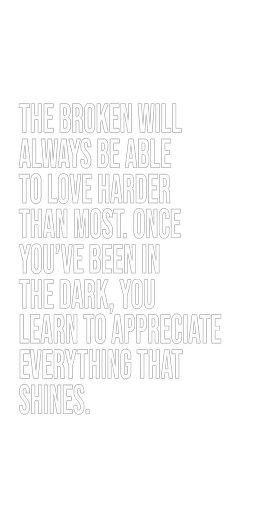 THE BROKEN WILL
ALWAYS BE ABLE
TO LOVE HARDER
THAN MOST. ONCE
YOU'VE BEEN IN
THE DARK, YOU
LEARN TO APPRECIATE
EVERYTHING THAT
SHINES.